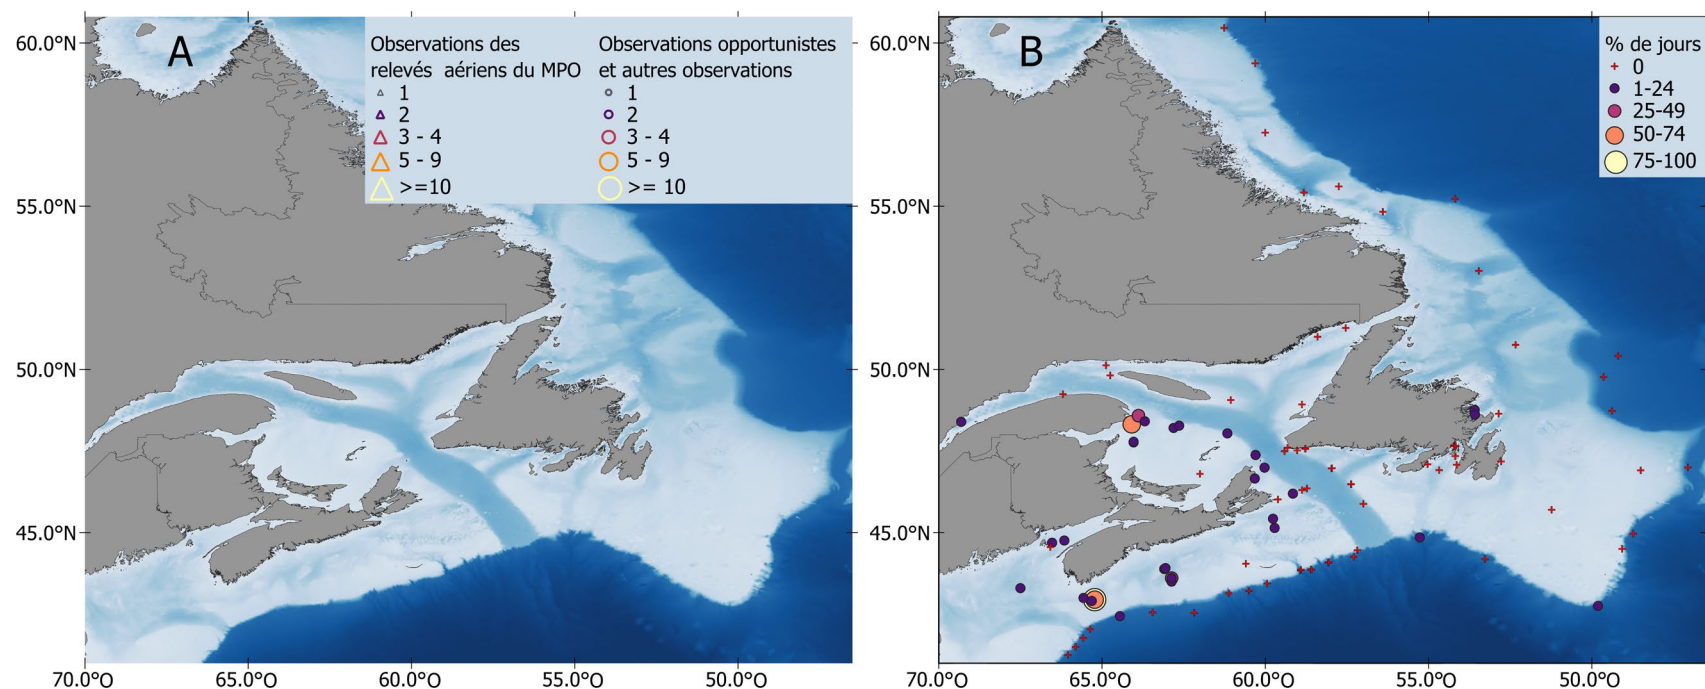 A
Observations des
relevés aériens du MPO
1
2
3 - 4
5 - 9
>=10
Observations opportunistes
et autres observations
1
2
3 - 4
5 - 9
>= 10
60.0°N
55.0°N
50.0°N
45.0°N
70.0°O
65.0°O
60.0°O
55.0°O
50.0°O
B
% de jours
0
1-24
25-49
50-74
75-100
60.0°N
55.0°N
50.0°N
45.0°N
70.0°O
65.0°O
60.0°O
55.0°O
50.0°O